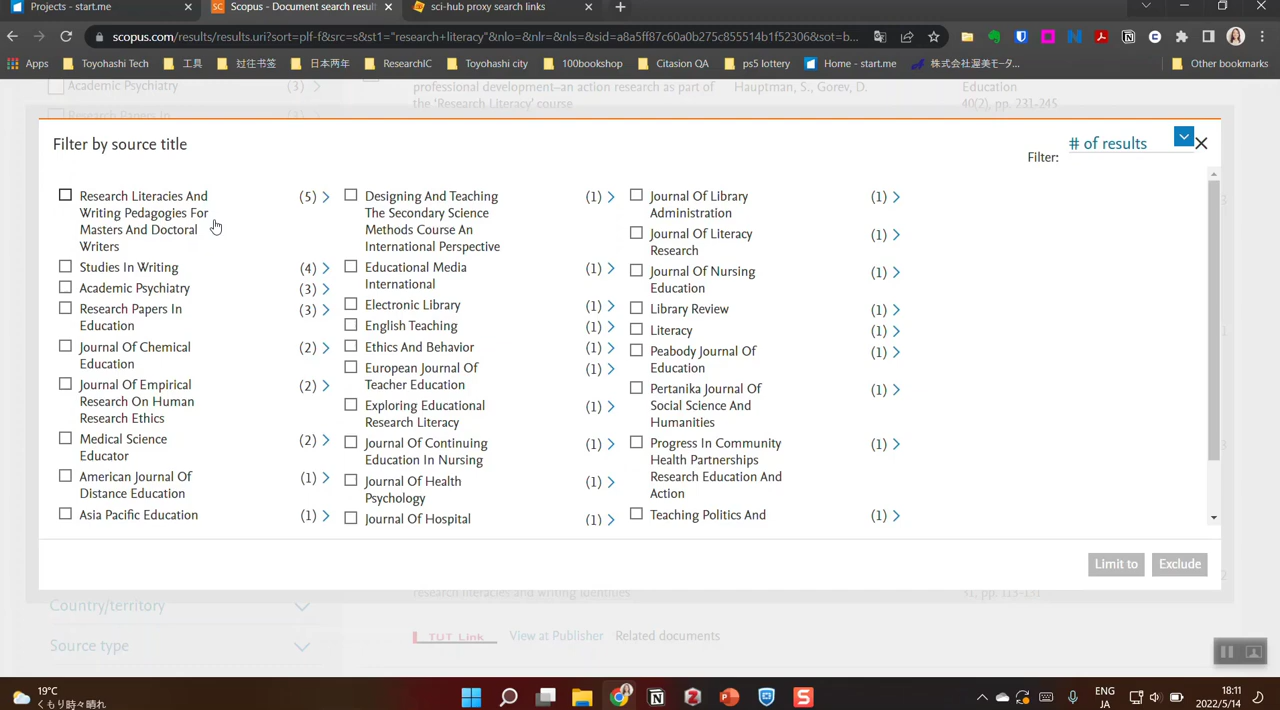 Projects - start.me
Scopus - Document search result
sci-hub proxy search links
scopus.com/results/results.uri?sort=plf-f&src=s&st1="research+literacy"&nlo=&nlr=&nls=&sid=a8a5ff87c60a0b275c855514b1f52306&sot=b...
Apps
Toyohashi Tech
工具
过往书签
日本两年
ResearchIC
Toyohashi city
100bookshop
Citasion QA
ps5 lottery
Home - start.me
株式会社渥美モータ...
Other bookmarks
Academic Psychiatry (3)
professional development–an action research as part of
Hauptman, S., Gorev, D.
Education
the 'Research Literacy' course
40(2), pp. 231-245
Research Papers In
Filter by source title
# of results
Filter:
Research Literacies And (5)
Writing Pedagogies For
Masters And Doctoral
Writers
Studies In Writing (4)
Academic Psychiatry (3)
Research Papers In (3)
Education
Journal Of Chemical (2)
Education
Journal Of Empirical (2)
Research On Human
Research Ethics
Medical Science (2)
Educator
American Journal Of (1)
Distance Education
Asia Pacific Education (1)
Designing And Teaching (1)
The Secondary Science
Methods Course An
International Perspective
Educational Media (1)
International
Electronic Library (1)
English Teaching (1)
Ethics And Behavior (1)
European Journal Of (1)
Teacher Education
Exploring Educational (1)
Research Literacy
Journal Of Continuing (1)
Education In Nursing
Journal Of Health (1)
Psychology
Journal Of Hospital (1)
Journal Of Library (1)
Administration
Journal Of Literacy (1)
Research
Journal Of Nursing (1)
Education
Library Review (1)
Literacy (1)
Peabody Journal Of (1)
Education
Pertanika Journal Of (1)
Social Science And
Humanities
Progress In Community (1)
Health Partnerships
Research Education And
Action
Teaching Politics And (1)
Limit to
Exclude
research literacies and writing identities
31, pp. 113-131
Country/territory
TUT Link
View at Publisher
Related documents
Source type
19°C
くもり時々晴れ
ENG
JA
18:11
2022/5/14